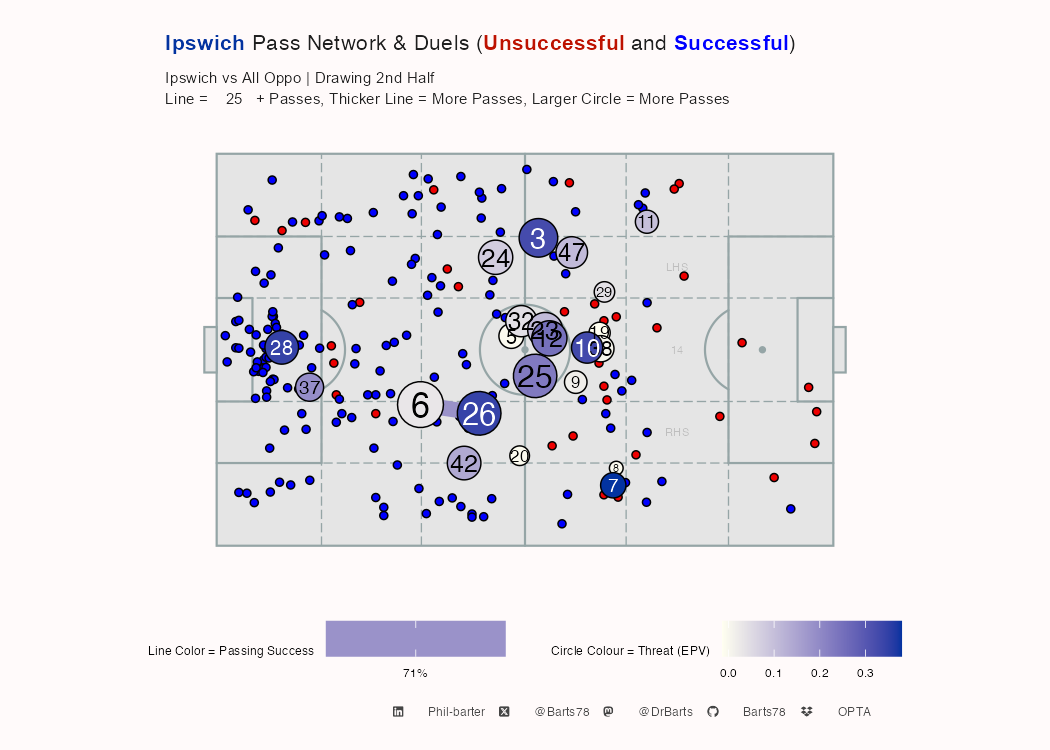 Ipswich Pass Network & Duels (Unsuccessful and Successful)
Ipswich vs All Oppo | Drawing 2nd Half
Line = 25 + Passes, Thicker Line = More Passes, Larger Circle = More Passes
11
3
47
24
LHS
29
32
19
5
23
12
28
10
18
14
25
9
37
6
26
RHS
20
42
8
7
Line Color = Passing Success
71%
Circle Colour = Threat (EPV)
0.0 0.1 0.2 0.3
Phil-barter @Barts78 @DrBarts Barts78 OPTA